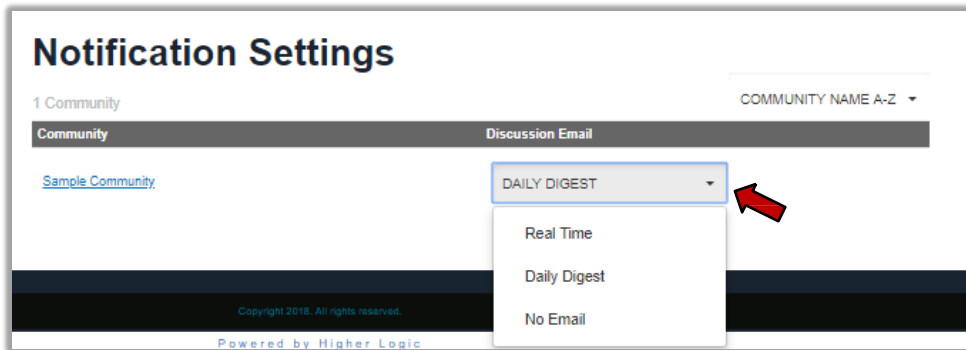 Notification Settings
1 Community
COMMUNITY NAME A-Z
Community Discussion Email
Sample Community
DAILY DIGEST
Real Time
Daily Digest
No Email
Copyright 2018. All rights reserved.
Powered by Higher Logic